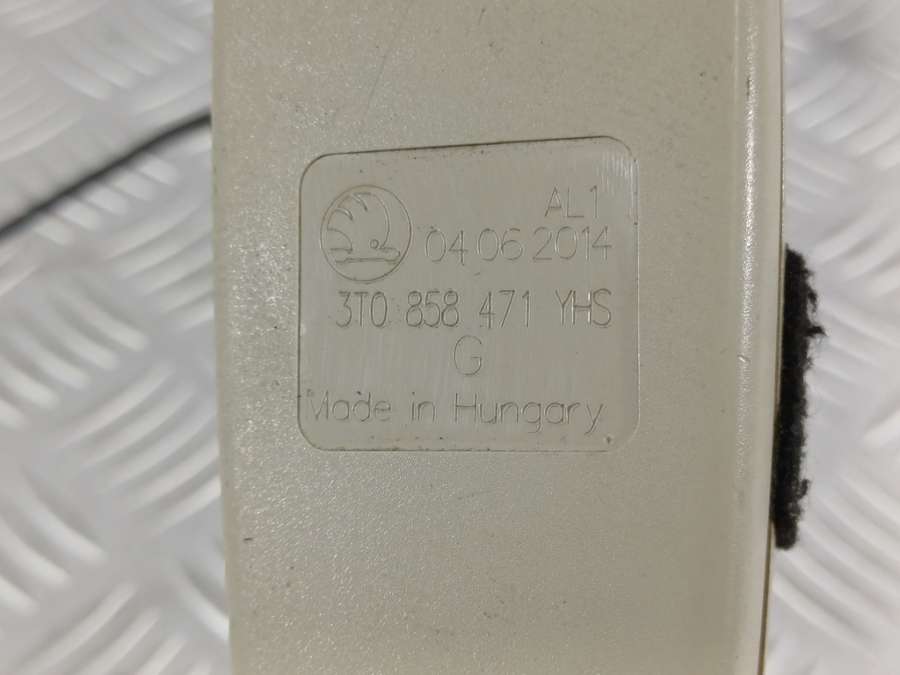 AL1
04 06 2014
3T0 858 471 YHS
G
Made in Hungary